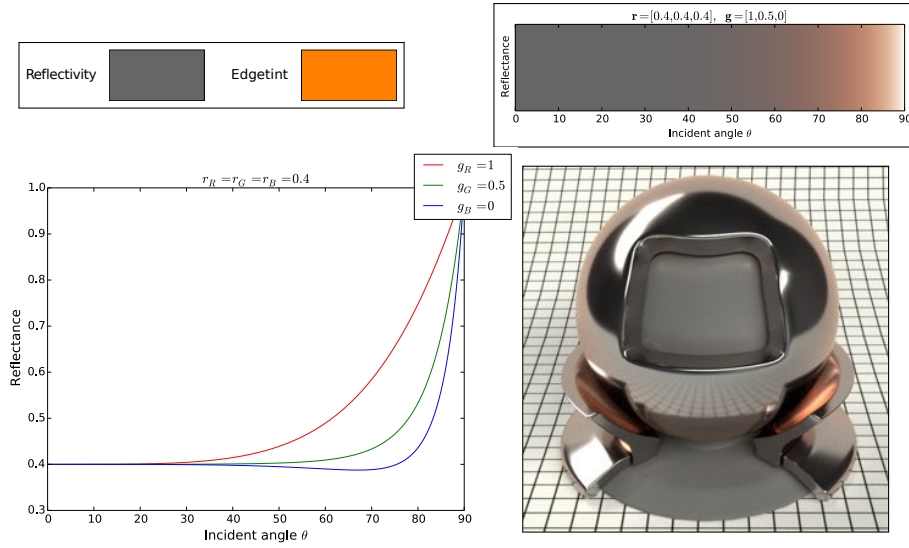 Reflectivity Edgetint
r = [0.4,0.4,0.4], g = [1,0.5,0]
Reflectance
0 10 20 30 40 50 60 70 80 90
Incident angle θ
r_R = r_G = r_B = 0.4
g_R = 1
g_G = 0.5
g_B = 0
1.0
0.9
0.8
0.7
0.6
0.5
0.4
0.3
Reflectance
0 10 20 30 40 50 60 70 80 90
Incident angle θ